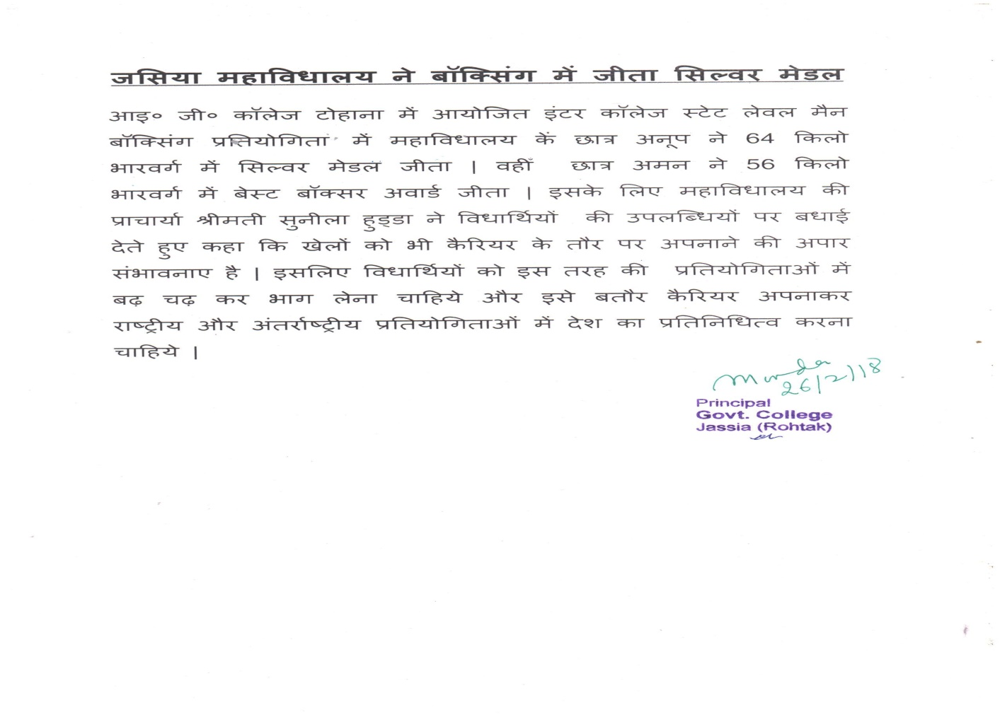 जसिया महाविधालय ने बॉक्सिंग में जीता सिल्वर मेडल
आइ० जी० कॉलेज टोहाना में आयोजित इंटर कॉलेज स्टेट लेवल मैन
बॉक्सिंग प्रतियोगिता में महाविधालय कें छात्र अनूप ने 64 किलो
भारवर्ग में सिल्वर मेडल जीता | वहीँ छात्र अमन ने 56 किलो
भारवर्ग में बेस्ट बॉक्सर अवार्ड जीता | इसके लिए महाविधालय की
प्राचार्या श्रीमती सुनीला हुड्डा ने विधार्थियों की उपलब्धियों पर बधाई
देते हुए कहा कि खेलों को भी कैरियर के तौर पर अपनाने की अपार
संभावनाए है | इसलिए विधार्थियों को इस तरह की प्रतियोगिताओं में
बढ़ चढ़ कर भाग लेना चाहिये और इसे बतौर कैरियर अपनाकर
राष्ट्रीय और अंतर्राष्ट्रीय प्रतियोगिताओं में देश का प्रतिनिधित्व करना
चाहिये |
26/2/18
Principal
Govt. College
Jassia (Rohtak)